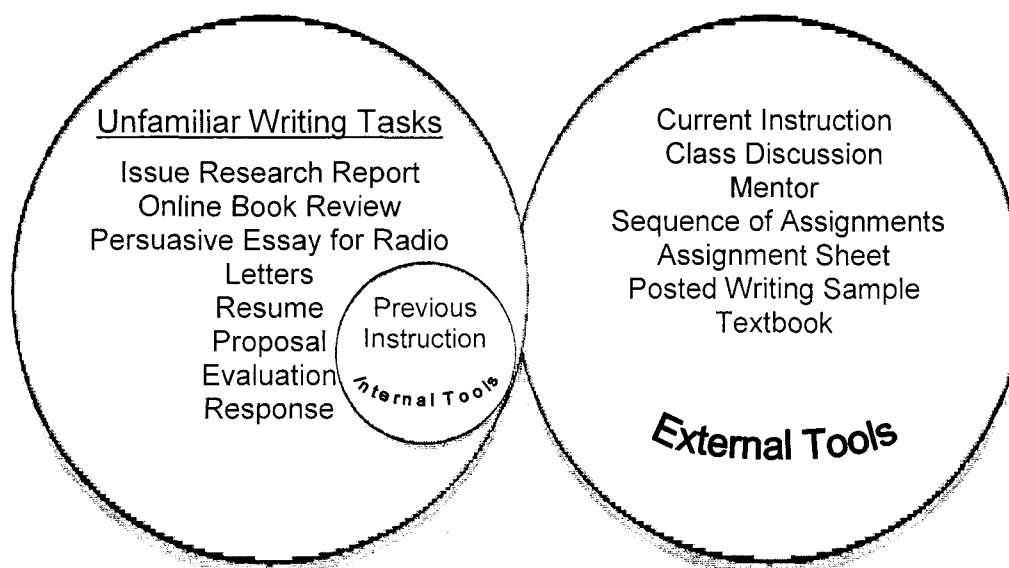 Unfamiliar Writing Tasks
Issue Research Report
Online Book Review
Persuasive Essay for Radio
Letters
Resume
Proposal
Evaluation
Response
Previous
Instruction
Internal Tools
Current Instruction
Class Discussion
Mentor
Sequence of Assignments
Assignment Sheet
Posted Writing Sample
Textbook
External Tools